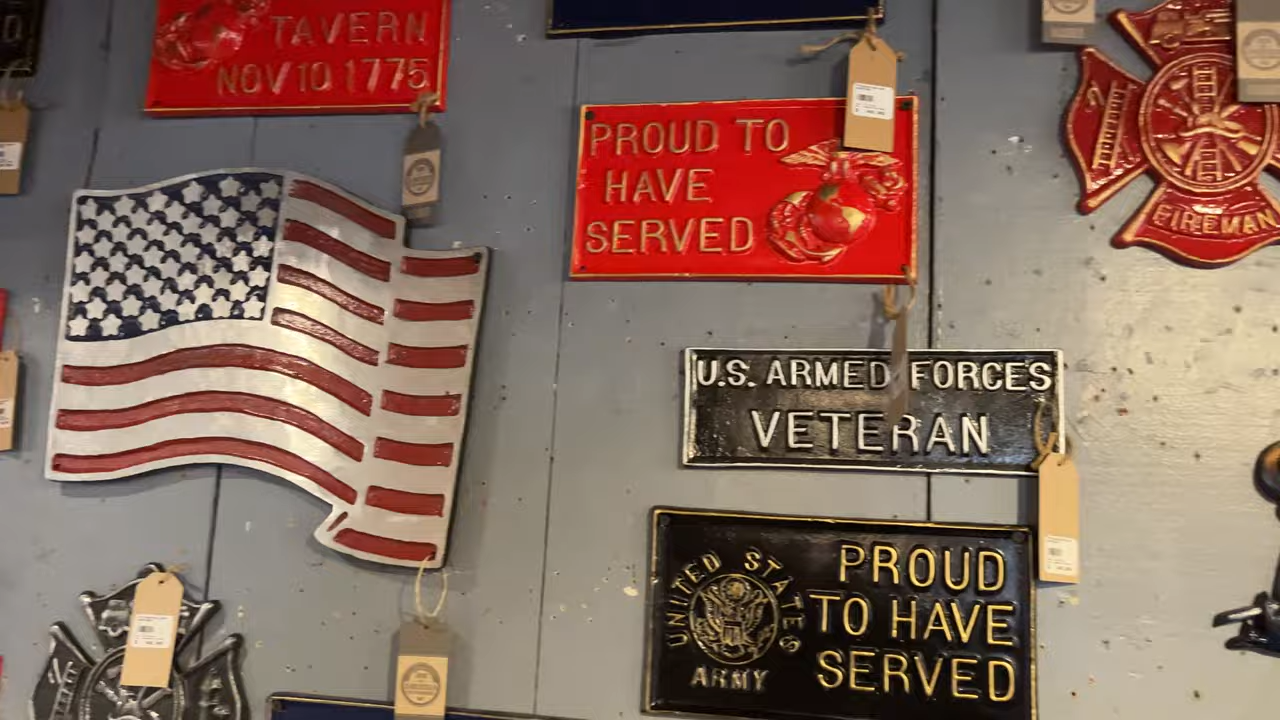 TAVERN
NOV 10 1775
PROUD TO
HAVE
SERVED
FIREMAN
U.S. ARMED FORCES
VETERAN
UNITED STATES
ARMY
PROUD
TO HAVE
SERVED